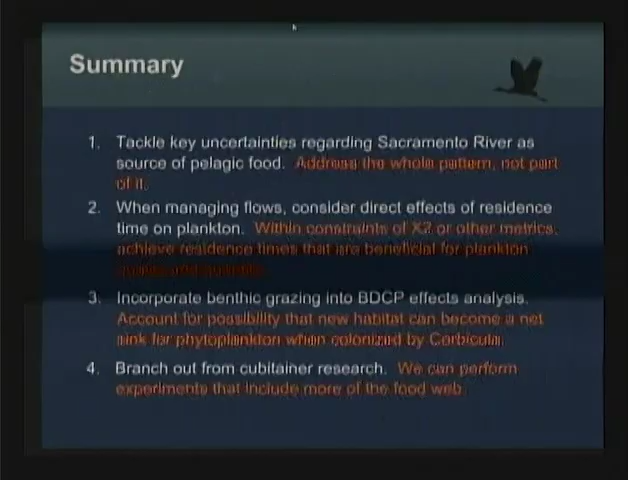 Summary
1. Tackle key uncertainties regarding Sacramento River as
source of pelagic food. Address the whole pattern, not part
of it.
2. When managing flows, consider direct effects of residence
time on plankton. Within constraints of X2 or other metrics,
achieve residence times that are beneficial for plankton
3. Incorporate benthic grazing into BDCP effects analysis.
Account for possibility that new habitat can become a net
sink for phytoplankton when colonized by Corbicula.
4. Branch out from cubitainer research. We can perform
experiments that include more of the food web